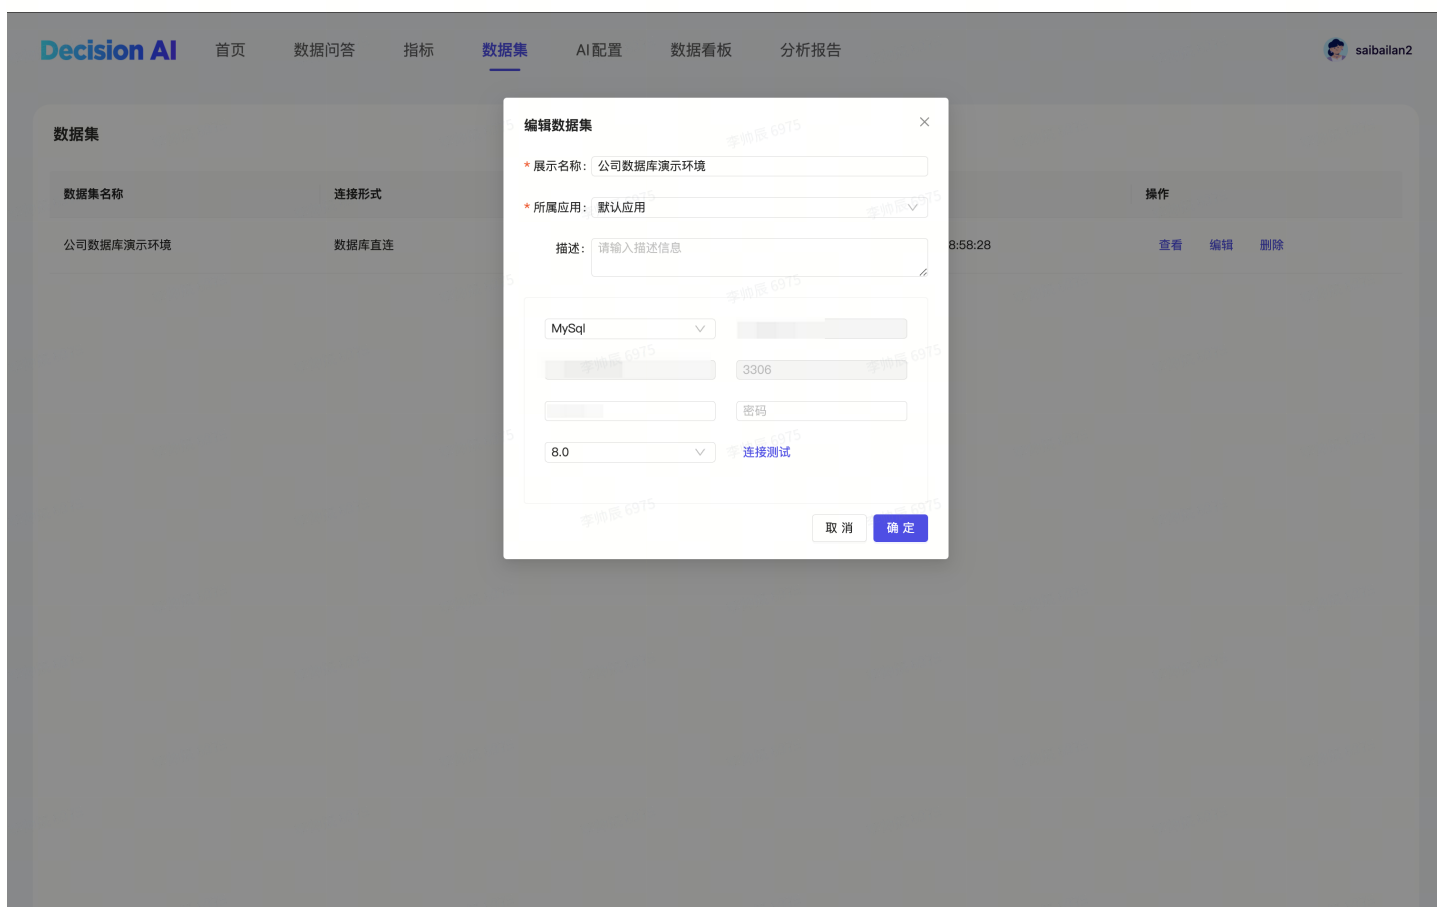 Decision AI 首页 数据问答 指标 数据集 AI配置 数据看板 分析报告 saibailan2
数据集
数据集名称 连接形式 操作
公司数据库演示环境 数据库直连 8:58:28 查看 编辑 删除
编辑数据集
* 展示名称: 公司数据库演示环境
* 所属应用: 默认应用
描述: 请输入描述信息
MySql
3306
密码
8.0 连接测试
取 消 确 定
李帅辰 6975